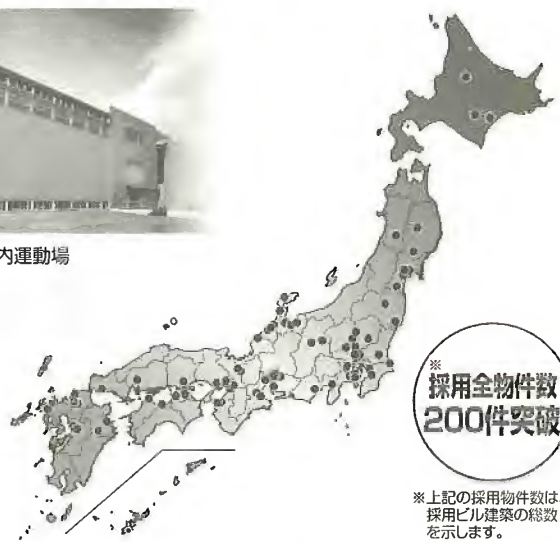 内運動場
※
採用全物件数
200件突破
※上記の採用物件数は
採用ビル建築の総数
を示します。